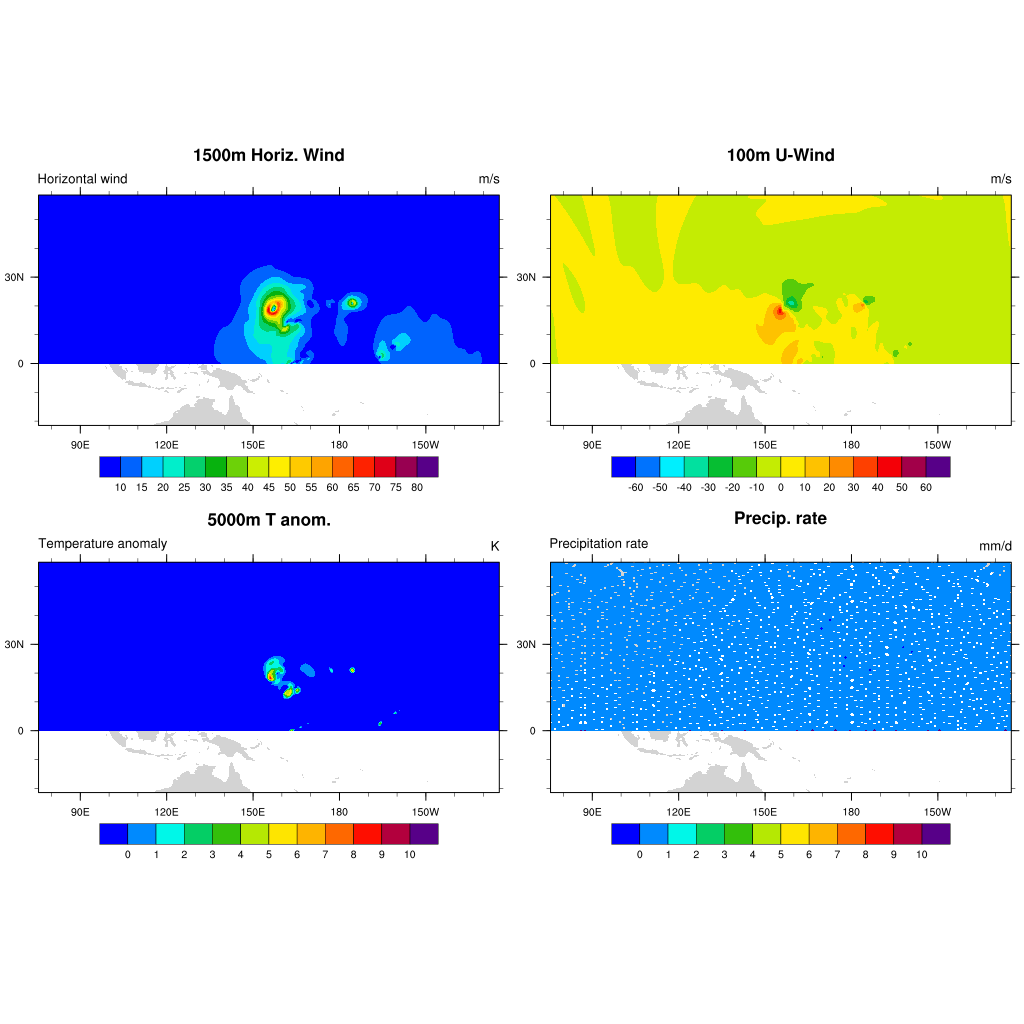 1500m Horiz. Wind
Horizontal wind m/s
30N
0
90E 120E 150E 180 150W
10 15 20 25 30 35 40 45 50 55 60 65 70 75 80
100m U-Wind
m/s
30N
0
90E 120E 150E 180 150W
-60 -50 -40 -30 -20 -10 0 10 20 30 40 50 60
5000m T anom.
Temperature anomaly K
30N
0
90E 120E 150E 180 150W
0 1 2 3 4 5 6 7 8 9 10
Precip. rate
Precipitation rate mm/d
30N
0
90E 120E 150E 180 150W
0 1 2 3 4 5 6 7 8 9 10